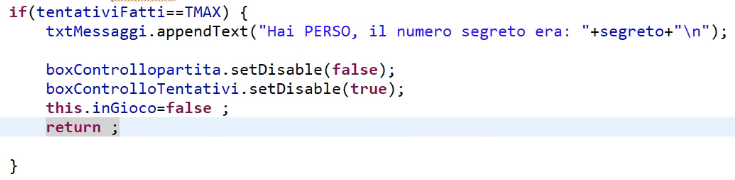 if(tentativiFatti==TMAX) {
txtMessaggi.appendText("Hai PERSO, il numero segreto era: "+segreto+"\n");
boxControllopartita.setDisable(false);
boxControlloTentativi.setDisable(true);
this.inGioco=false ;
return ;
}